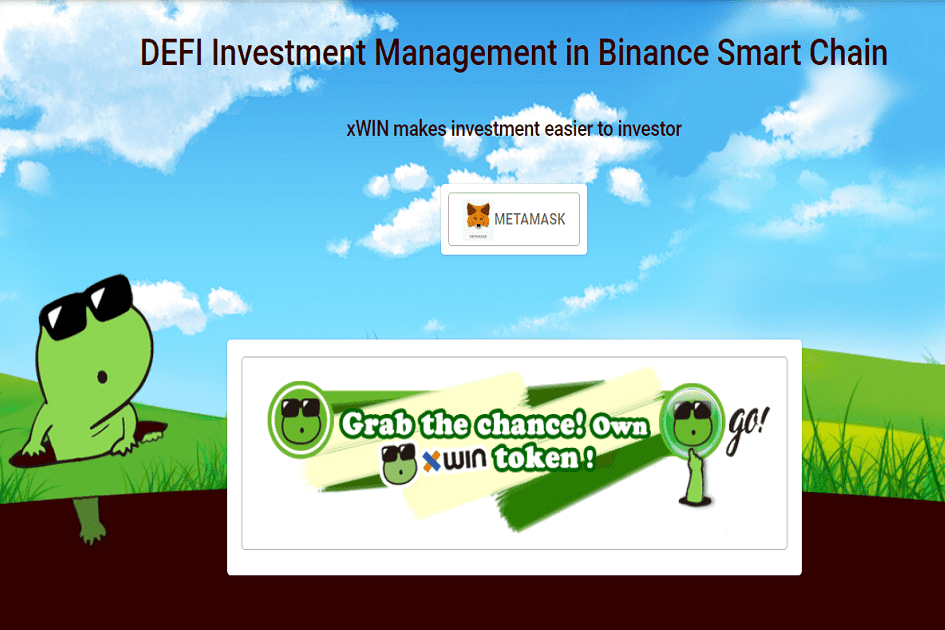 DEFI Investment Management in Binance Smart Chain
xWIN makes investment easier to investor
METAMASK
METAMASK
Grab the chance! Own
xwin token!
go!